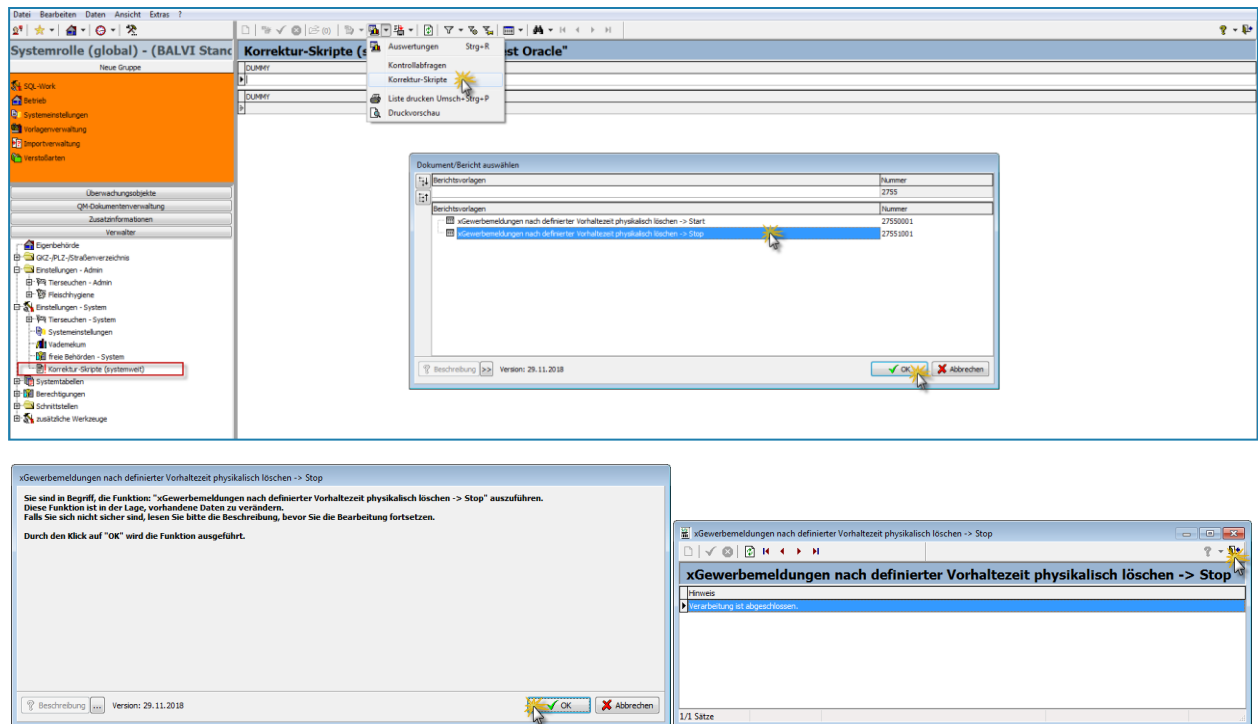 Datei Bearbeiten Daten Ansicht Extras ?
Systemrolle (global) - (BALVI Stanc
Korrektur-Skripte (s
st Oracle"
Neue Gruppe
SQL-Work
Betrieb
Systemeinstellungen
Vorlagenverwaltung
Importverwaltung
Verstoßarten
Überwachungsobjekte
QM-Dokumentenverwaltung
Zusatzinformationen
Verwalter
Eigenbehörde
GKZ-/PLZ-/Straßenverzeichnis
Einstellungen - Admin
Tierseuchen - Admin
Fleischhygiene
Einstellungen - System
Tierseuchen - System
Systemeinstellungen
Vademekum
freie Behörden - System
Korrektur-Skripte (systemweit)
Systemtabellen
Berechtigungen
Schnittstellen
zusätzliche Werkzeuge
DUMMY
DUMMY
Auswertungen Strg+R
Kontrollabfragen
Korrektur-Skripte
Liste drucken Umsch+Strg+P
Druckvorschau
Dokument/Bericht auswählen
Berichtsvorlagen Nummer
2755
Berichtsvorlagen Nummer
xGewerbemeldungen nach definierter Vorhaltezeit physikalisch löschen -> Start 27550001
xGewerbemeldungen nach definierter Vorhaltezeit physikalisch löschen -> Stop 27551001
Beschreibung >> Version: 29.11.2018 OK Abbrechen
xGewerbemeldungen nach definierter Vorhaltezeit physikalisch löschen -> Stop
Sie sind in Begriff, die Funktion: "xGewerbemeldungen nach definierter Vorhaltezeit physikalisch löschen -> Stop" auszuführen.
Diese Funktion ist in der Lage, vorhandene Daten zu verändern.
Falls Sie sich nicht sicher sind, lesen Sie bitte die Beschreibung, bevor Sie die Bearbeitung fortsetzen.
Durch den Klick auf "OK" wird die Funktion ausgeführt.
Beschreibung ... Version: 29.11.2018 OK Abbrechen
xGewerbemeldungen nach definierter Vorhaltezeit physikalisch löschen -> Stop
xGewerbemeldungen nach definierter Vorhaltezeit physikalisch löschen -> Stop
Hinweis
Verarbeitung ist abgeschlossen.
1/1 Sätze